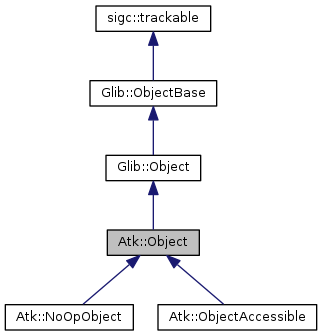 sigc::trackable
Glib::ObjectBase
Glib::Object
Atk::Object
Atk::NoOpObject
Atk::ObjectAccessible